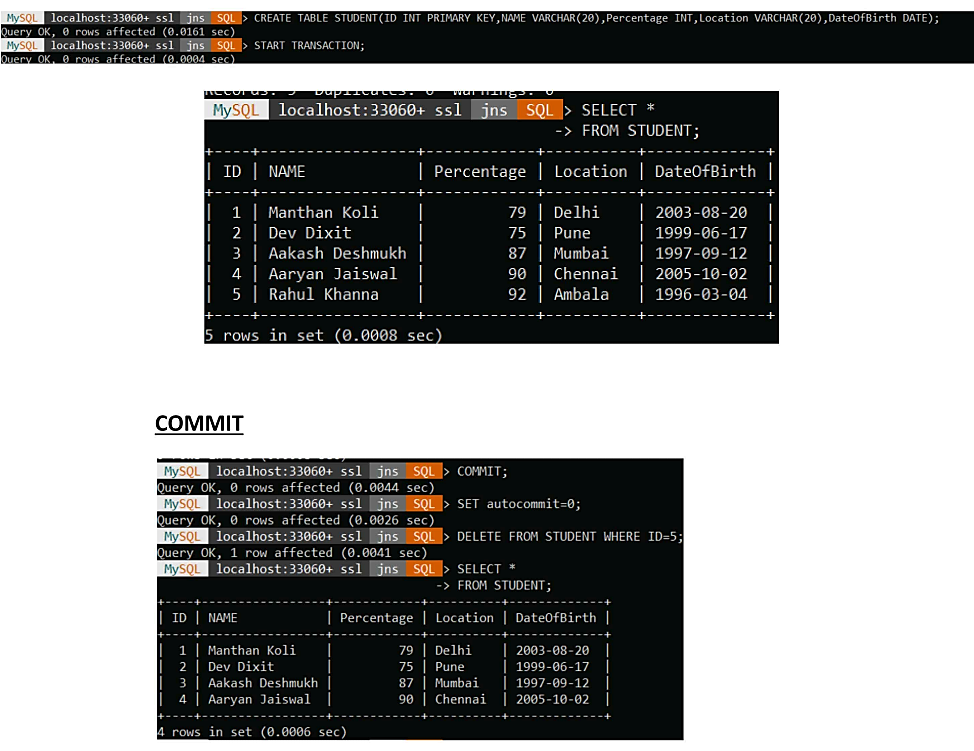 MySQL localhost:33060+ ssl jns SQL > CREATE TABLE STUDENT(ID INT PRIMARY KEY,NAME VARCHAR(20),Percentage INT,Location VARCHAR(20),DateOfBirth DATE);
Query OK, 0 rows affected (0.0161 sec)
MySQL localhost:33060+ ssl jns SQL > START TRANSACTION;
Query OK, 0 rows affected (0.0004 sec)
Records: 5 Duplicates: 0 Warnings: 0
MySQL localhost:33060+ ssl jns SQL > SELECT *
-> FROM STUDENT;
+----+-----------------+------------+----------+-------------+
| ID | NAME | Percentage | Location | DateOfBirth |
+----+-----------------+------------+----------+-------------+
| 1 | Manthan Koli | 79 | Delhi | 2003-08-20 |
| 2 | Dev Dixit | 75 | Pune | 1999-06-17 |
| 3 | Aakash Deshmukh | 87 | Mumbai | 1997-09-12 |
| 4 | Aaryan Jaiswal | 90 | Chennai | 2005-10-02 |
| 5 | Rahul Khanna | 92 | Ambala | 1996-03-04 |
+----+-----------------+------------+----------+-------------+
5 rows in set (0.0008 sec)
COMMIT
MySQL localhost:33060+ ssl jns SQL > COMMIT;
Query OK, 0 rows affected (0.0044 sec)
MySQL localhost:33060+ ssl jns SQL > SET autocommit=0;
Query OK, 0 rows affected (0.0026 sec)
MySQL localhost:33060+ ssl jns SQL > DELETE FROM STUDENT WHERE ID=5;
Query OK, 1 row affected (0.0041 sec)
MySQL localhost:33060+ ssl jns SQL > SELECT *
-> FROM STUDENT;
+----+-----------------+------------+----------+-------------+
| ID | NAME | Percentage | Location | DateOfBirth |
+----+-----------------+------------+----------+-------------+
| 1 | Manthan Koli | 79 | Delhi | 2003-08-20 |
| 2 | Dev Dixit | 75 | Pune | 1999-06-17 |
| 3 | Aakash Deshmukh | 87 | Mumbai | 1997-09-12 |
| 4 | Aaryan Jaiswal | 90 | Chennai | 2005-10-02 |
+----+-----------------+------------+----------+-------------+
4 rows in set (0.0006 sec)